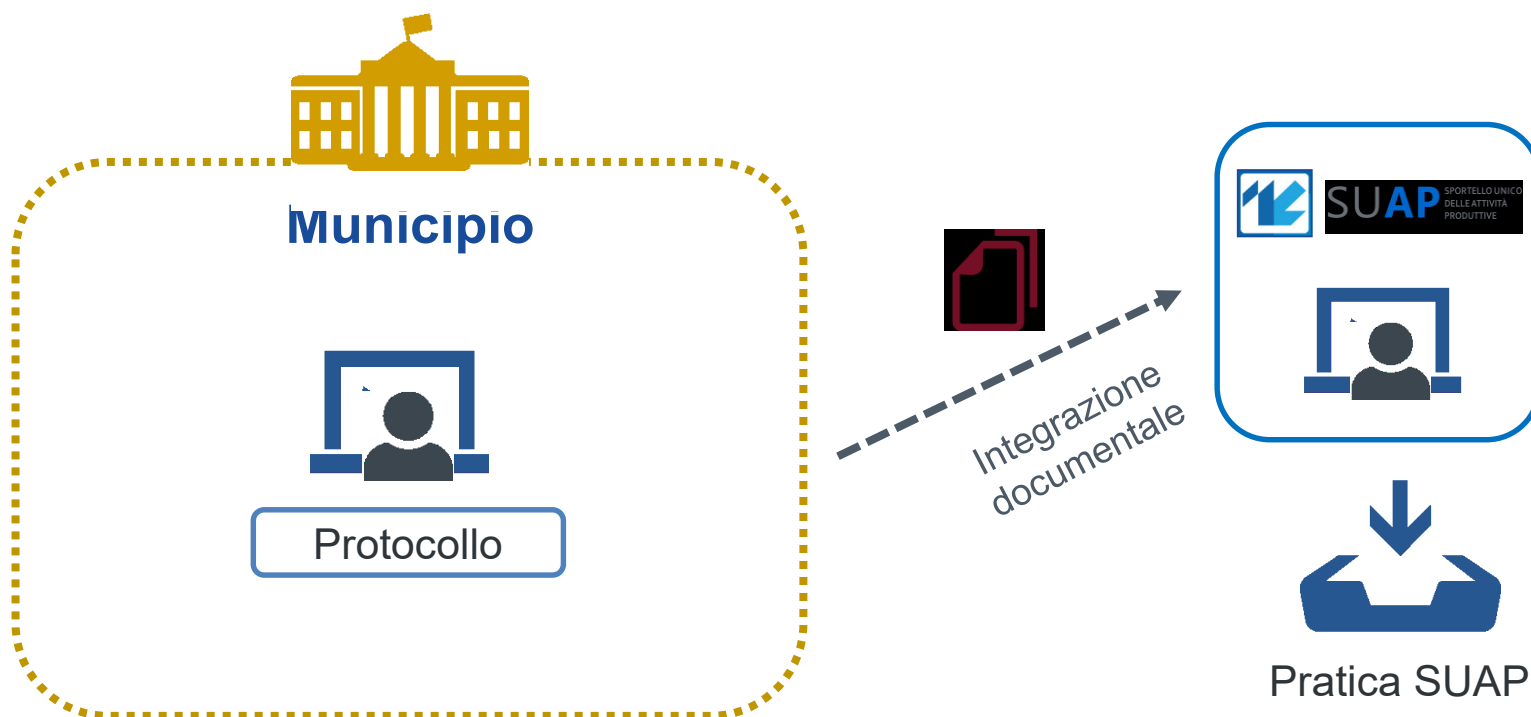 Municipio
Protocollo
Integrazione
documentale
SUAP
SPORTELLO UNICO
DELLE ATTIVITÀ
PRODUTTIVE
Pratica SUAP